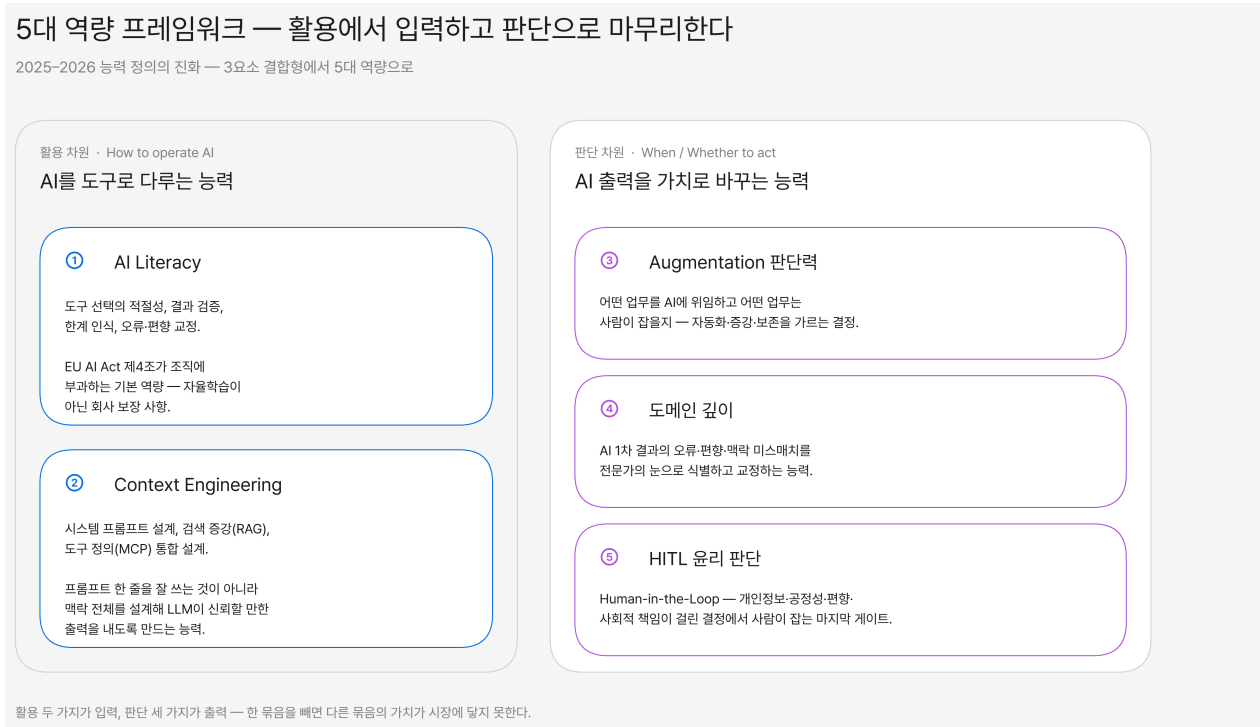 5대 역량 프레임워크 — 활용에서 입력하고 판단으로 마무리한다
2025–2026 능력 정의의 진화 — 3요소 결합형에서 5대 역량으로
활용 차원 · How to operate AI
AI를 도구로 다루는 능력
① AI Literacy
도구 선택의 적절성, 결과 검증,
한계 인식, 오류·편향 교정.
EU AI Act 제4조가 조직에
부과하는 기본 역량 — 자율학습이
아닌 회사 보장 사항.
② Context Engineering
시스템 프롬프트 설계, 검색 증강(RAG),
도구 정의(MCP) 통합 설계.
프롬프트 한 줄을 잘 쓰는 것이 아니라
맥락 전체를 설계해 LLM이 신뢰할 만한
출력을 내도록 만드는 능력.
판단 차원 · When / Whether to act
AI 출력을 가치로 바꾸는 능력
③ Augmentation 판단력
어떤 업무를 AI에 위임하고 어떤 업무는
사람이 잡을지 — 자동화·증강·보존을 가르는 결정.
④ 도메인 깊이
AI 1차 결과의 오류·편향·맥락 미스매치를
전문가의 눈으로 식별하고 교정하는 능력.
⑤ HITL 윤리 판단
Human-in-the-Loop — 개인정보·공정성·편향·
사회적 책임이 걸린 결정에서 사람이 잡는 마지막 게이트.
활용 두 가지가 입력, 판단 세 가지가 출력 — 한 묶음을 빼면 다른 묶음의 가치가 시장에 닿지 못한다.